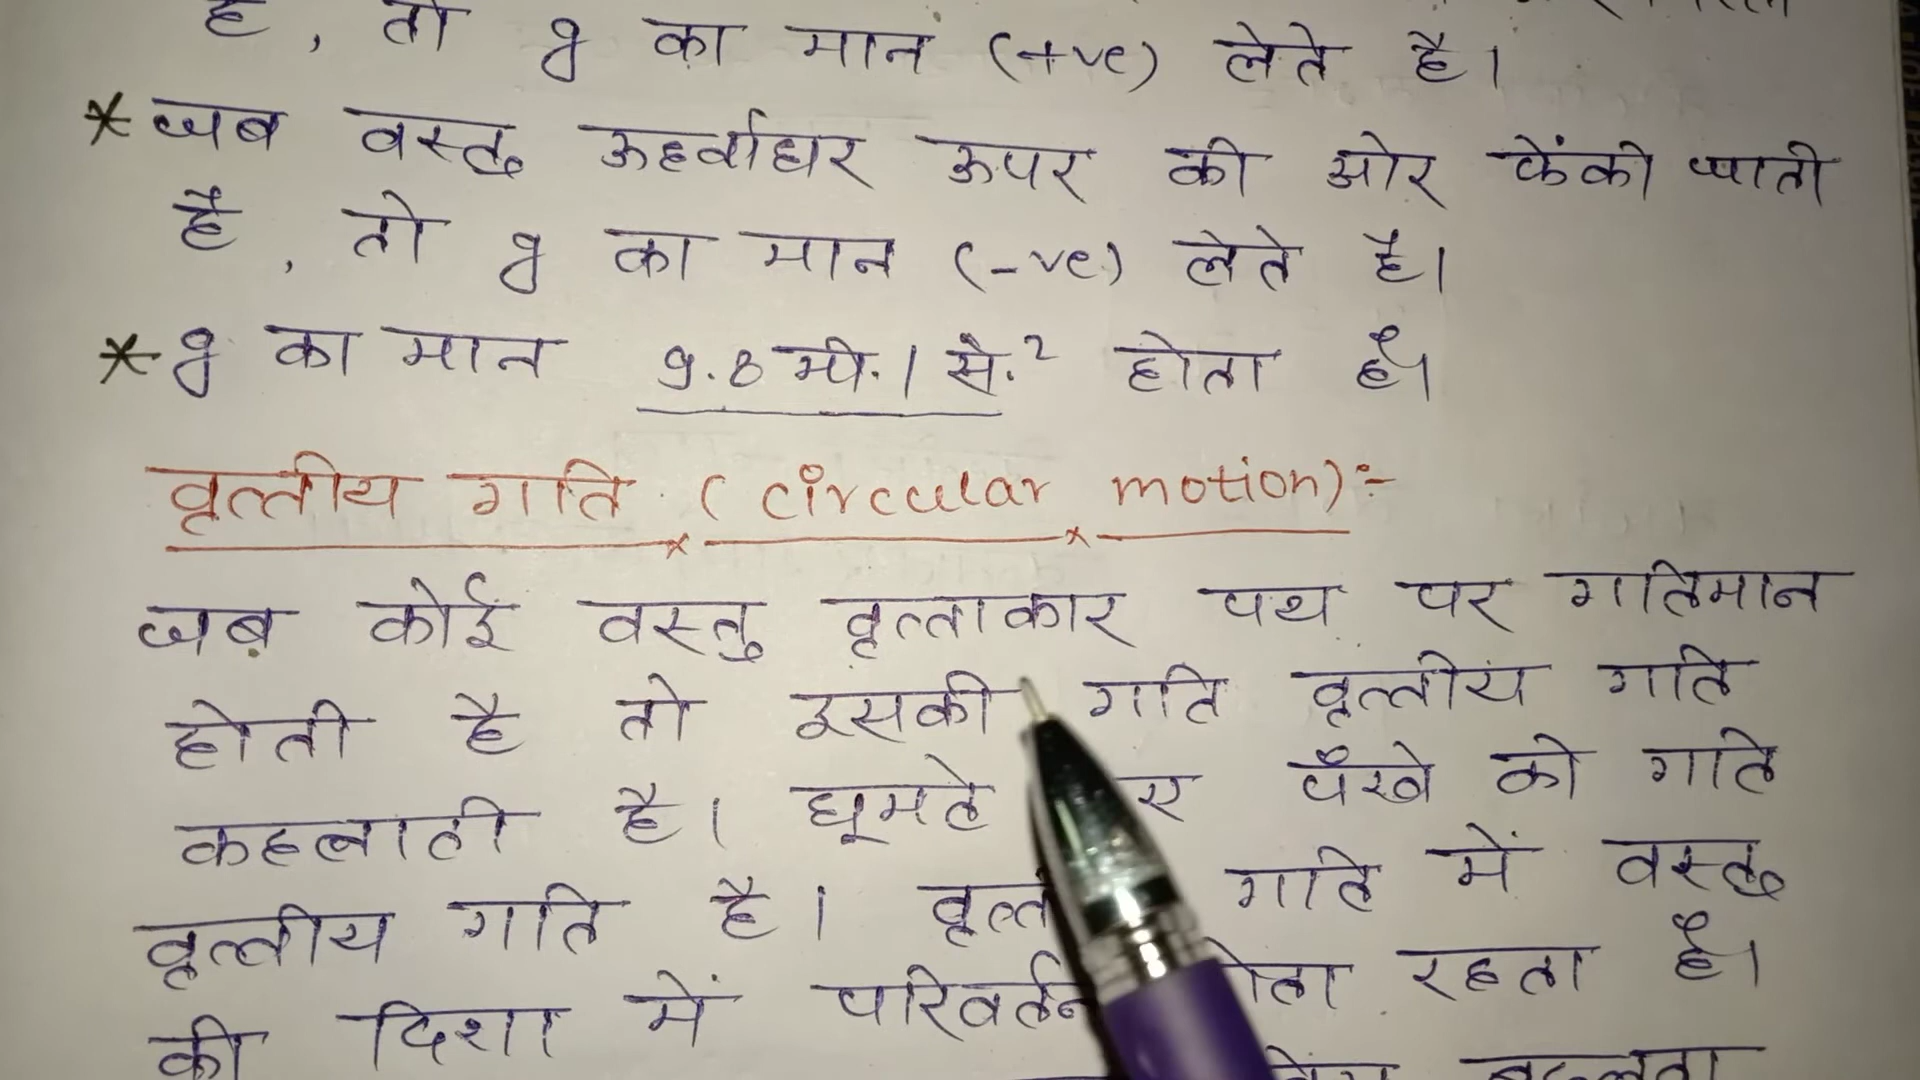 है, तो g का मान (+ve) लेते है।
* जब वस्तु ऊर्ध्वाधर ऊपर की ओर फेंकी जाती
है, तो g का मान (-ve) लेते है।
* g का मान 9.8 मी./से.² होता है।
वृत्तीय गति (circular motion):-
जब कोई वस्तु वृत्ताकार पथ पर गतिमान
होती है तो इसकी गति वृत्तीय गति
कहलाती है। घूमते पँखे की गति
वृत्तीय गति है। गति में वस्तु
की दिशा में परिवर्तन रहता है।